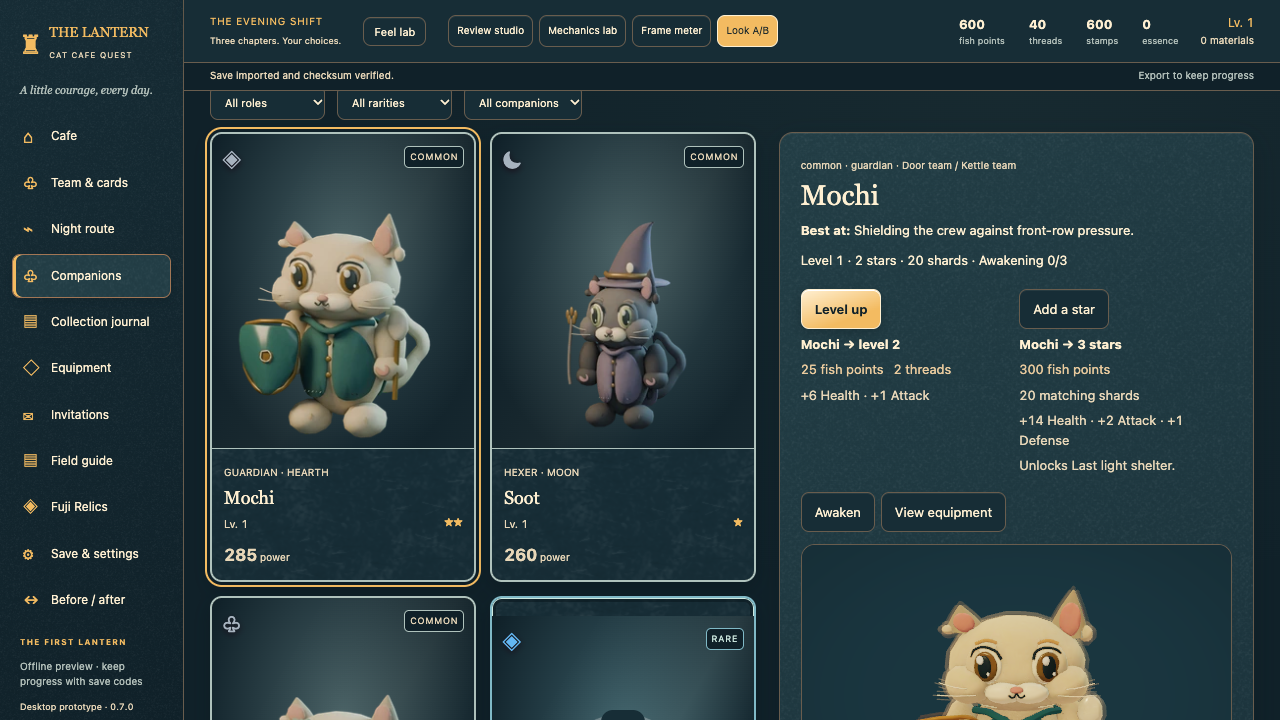 THE LANTERN
CAT CAFE QUEST
A little courage, every day.
Cafe
Team & cards
Night route
Companions
Collection journal
Equipment
Invitations
Field guide
Fuji Relics
Save & settings
Before / after
THE FIRST LANTERN
Offline preview · keep
progress with save codes
Desktop prototype · 0.7.0
THE EVENING SHIFT
Three chapters. Your choices.
Feel lab
Review studio
Mechanics lab
Frame meter
Look A/B
600
fish points
40
threads
600
stamps
0
essence
Lv. 1
0 materials
Save imported and checksum verified.
Export to keep progress
All roles
All rarities
All companions
COMMON
GUARDIAN · HEARTH
Mochi
Lv. 1
285 power
COMMON
HEXER · MOON
Soot
Lv. 1
260 power
COMMON
RARE
common · guardian · Door team / Kettle team
Mochi
Best at: Shielding the crew against front-row pressure.
Level 1 · 2 stars · 20 shards · Awakening 0/3
Level up
Mochi → level 2
25 fish points 2 threads
+6 Health · +1 Attack
Add a star
Mochi → 3 stars
300 fish points
20 matching shards
+14 Health · +2 Attack · +1
Defense
Unlocks Last light shelter.
Awaken
View equipment